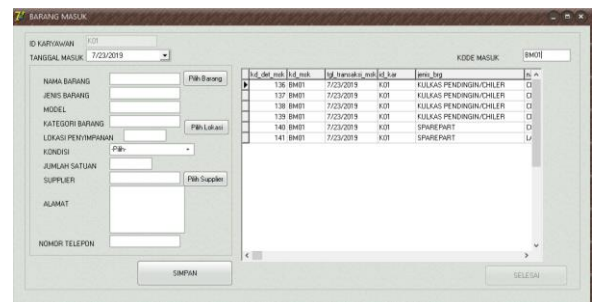 BARANG MASUK
ID KARYAWAN K01
TANGGAL MASUK 7/23/2019
KODE MASUK BM01
NAMA BARANG Pilih Barang
JENIS BARANG
MODEL
KATEGORI BARANG Pilih Lokasi
LOKASI PENYIMPANAN
KONDISI -Pilih-
JUMLAH SATUAN
SUPPLIER Pilih Supplier
ALAMAT
NOMOR TELEPON
SIMPAN
kd_det_msk kd_msk tgl_transaksi_msk id_kar jenis_brg
136 BM01 7/23/2019 K01 KULKAS PENDINGIN/CHILER
137 BM01 7/23/2019 K01 KULKAS PENDINGIN/CHILER
138 BM01 7/23/2019 K01 KULKAS PENDINGIN/CHILER
139 BM01 7/23/2019 K01 KULKAS PENDINGIN/CHILER
140 BM01 7/23/2019 K01 SPAREPART
141 BM01 7/23/2019 K01 SPAREPART
SELESAI